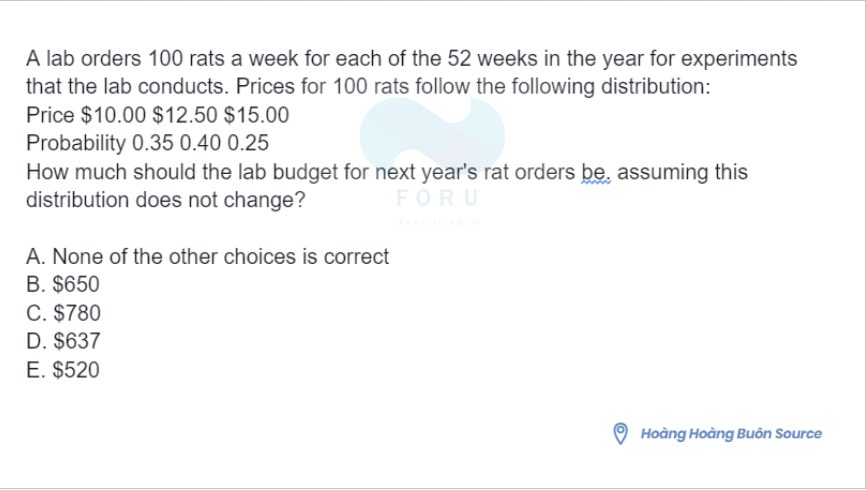 A lab orders 100 rats a week for each of the 52 weeks in the year for experiments
that the lab conducts. Prices for 100 rats follow the following distribution:
Price $10.00 $12.50 $15.00
Probability 0.35 0.40 0.25
How much should the lab budget for next year's rat orders be. assuming this
distribution does not change?
FORU
A. None of the other choices is correct
B. $650
C. $780
D. $637
E. $520
Hoàng Hoàng Buôn Source